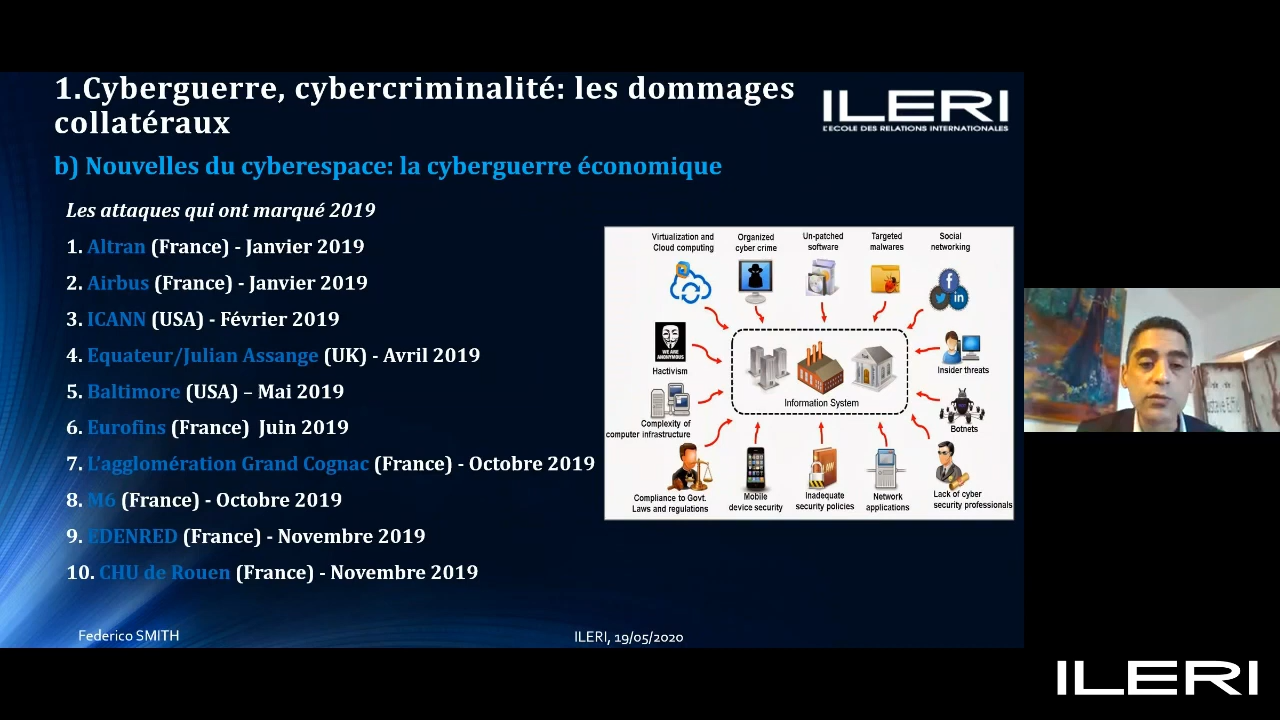 1.Cyberguerre, cybercriminalité: les dommages
collatéraux
ILERI
L'ECOLE DES RELATIONS INTERNATIONALES
b) Nouvelles du cyberespace: la cyberguerre économique
Les attaques qui ont marqué 2019
1. Altran (France) - Janvier 2019
2. Airbus (France) - Janvier 2019
3. ICANN (USA) - Février 2019
4. Equateur/Julian Assange (UK) - Avril 2019
5. Baltimore (USA) – Mai 2019
6. Eurofins (France)  Juin 2019
7. L'agglomération Grand Cognac (France) - Octobre 2019
8. M6 (France) - Octobre 2019
9. EDENRED (France) - Novembre 2019
10. CHU de Rouen (France) - Novembre 2019
Virtualization and
Cloud computing
Organized
cyber crime
Un-patched
software
Targeted
malwares
Social
networking
WE ARE
ANONYMOUS
Hactivism
Insider threats
Information System
Complexity of
computer infrastructure
Botnets
Compliance to Govt.
Laws and regulations
Mobile
device security
Inadequate
security policies
Network
applications
Lack of cyber
security professionals
Federico SMITH
ILERI, 19/05/2020
ILERI